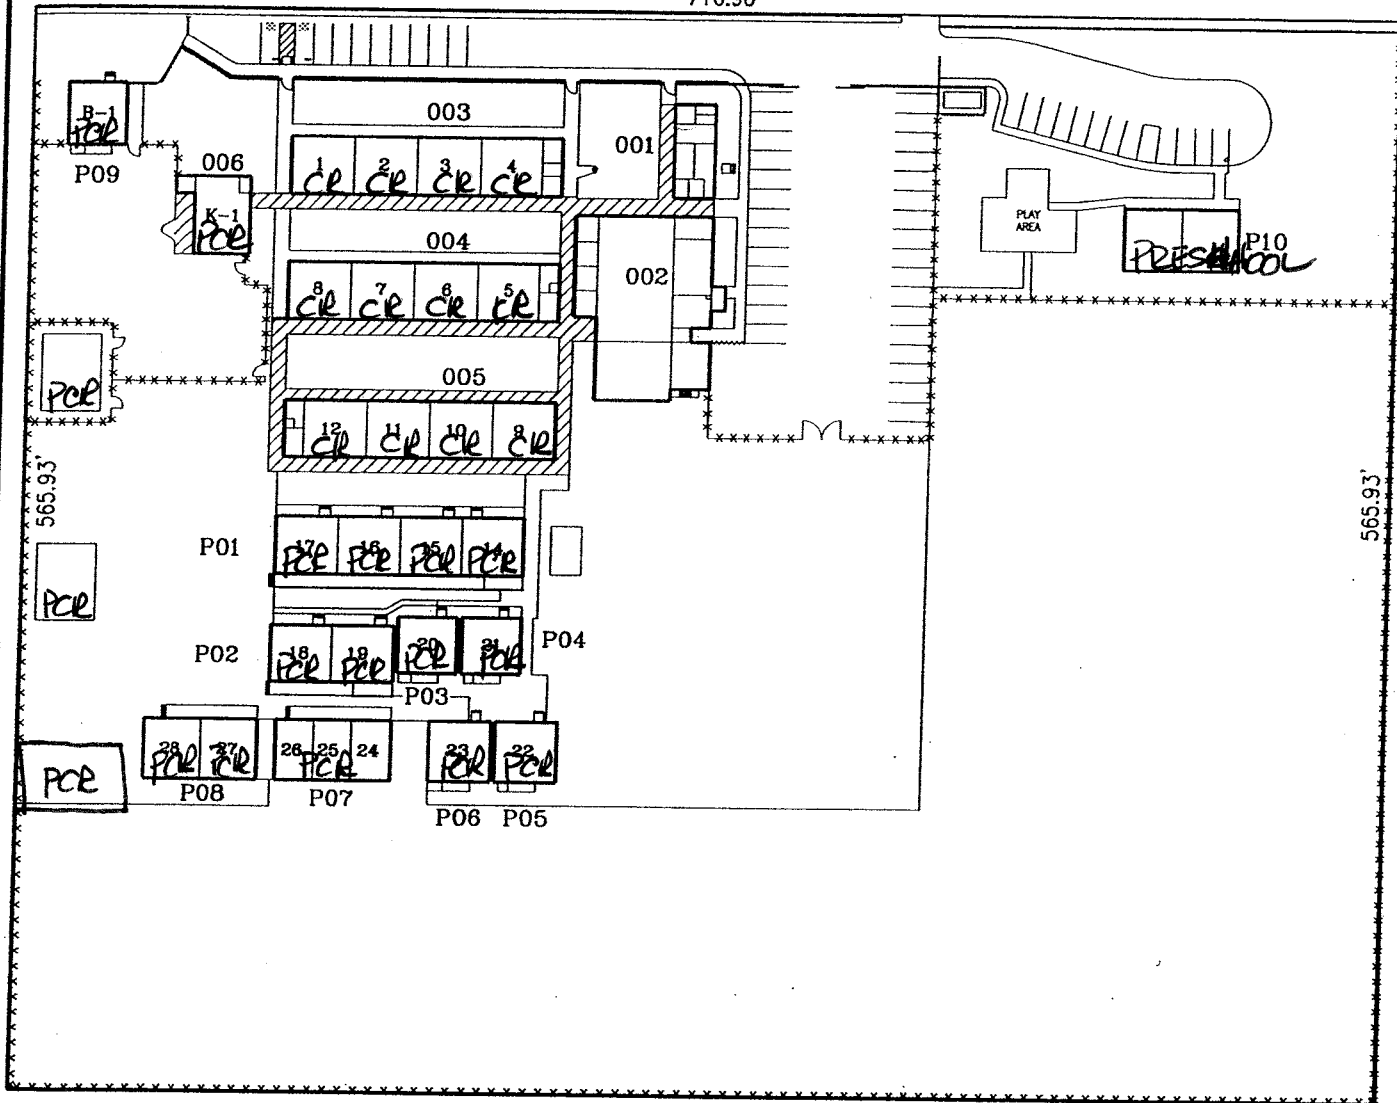 003
001
B-1
PCR
P09
006
1 2 3 4
CR CR CR CR
K-1
PCR
004
002
PLAY
AREA
P10
PRESCHOOL
8 7 6 5
CR CR CR CR
005
PCR
12 11 10 9
CR CR CR CR
565.93'
565.93'
P01
17 16 15 14
PCR PCR PCR PCR
PCR
P02
18 19 20 21
PCR PCR PCR PCR
P04
P03
28 27 26 25 24 23 22
PCR PCR PCR PCR PCR
PCR
P08 P07 P06 P05